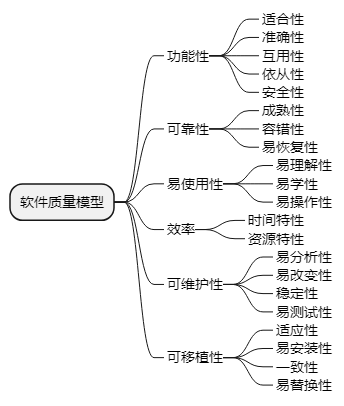 软件质量模型
功能性
适合性
准确性
互用性
依从性
安全性
可靠性
成熟性
容错性
易恢复性
易使用性
易理解性
易学性
易操作性
效率
时间特性
资源特性
可维护性
易分析性
易改变性
稳定性
易测试性
可移植性
适应性
易安装性
一致性
易替换性